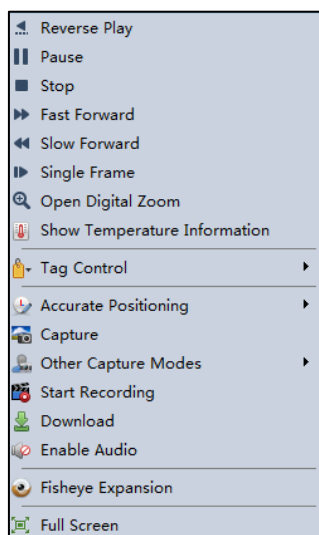 Reverse Play
Pause
Stop
Fast Forward
Slow Forward
Single Frame
Open Digital Zoom
Show Temperature Information
Tag Control
Accurate Positioning
Capture
Other Capture Modes
Start Recording
Download
Enable Audio
Fisheye Expansion
Full Screen